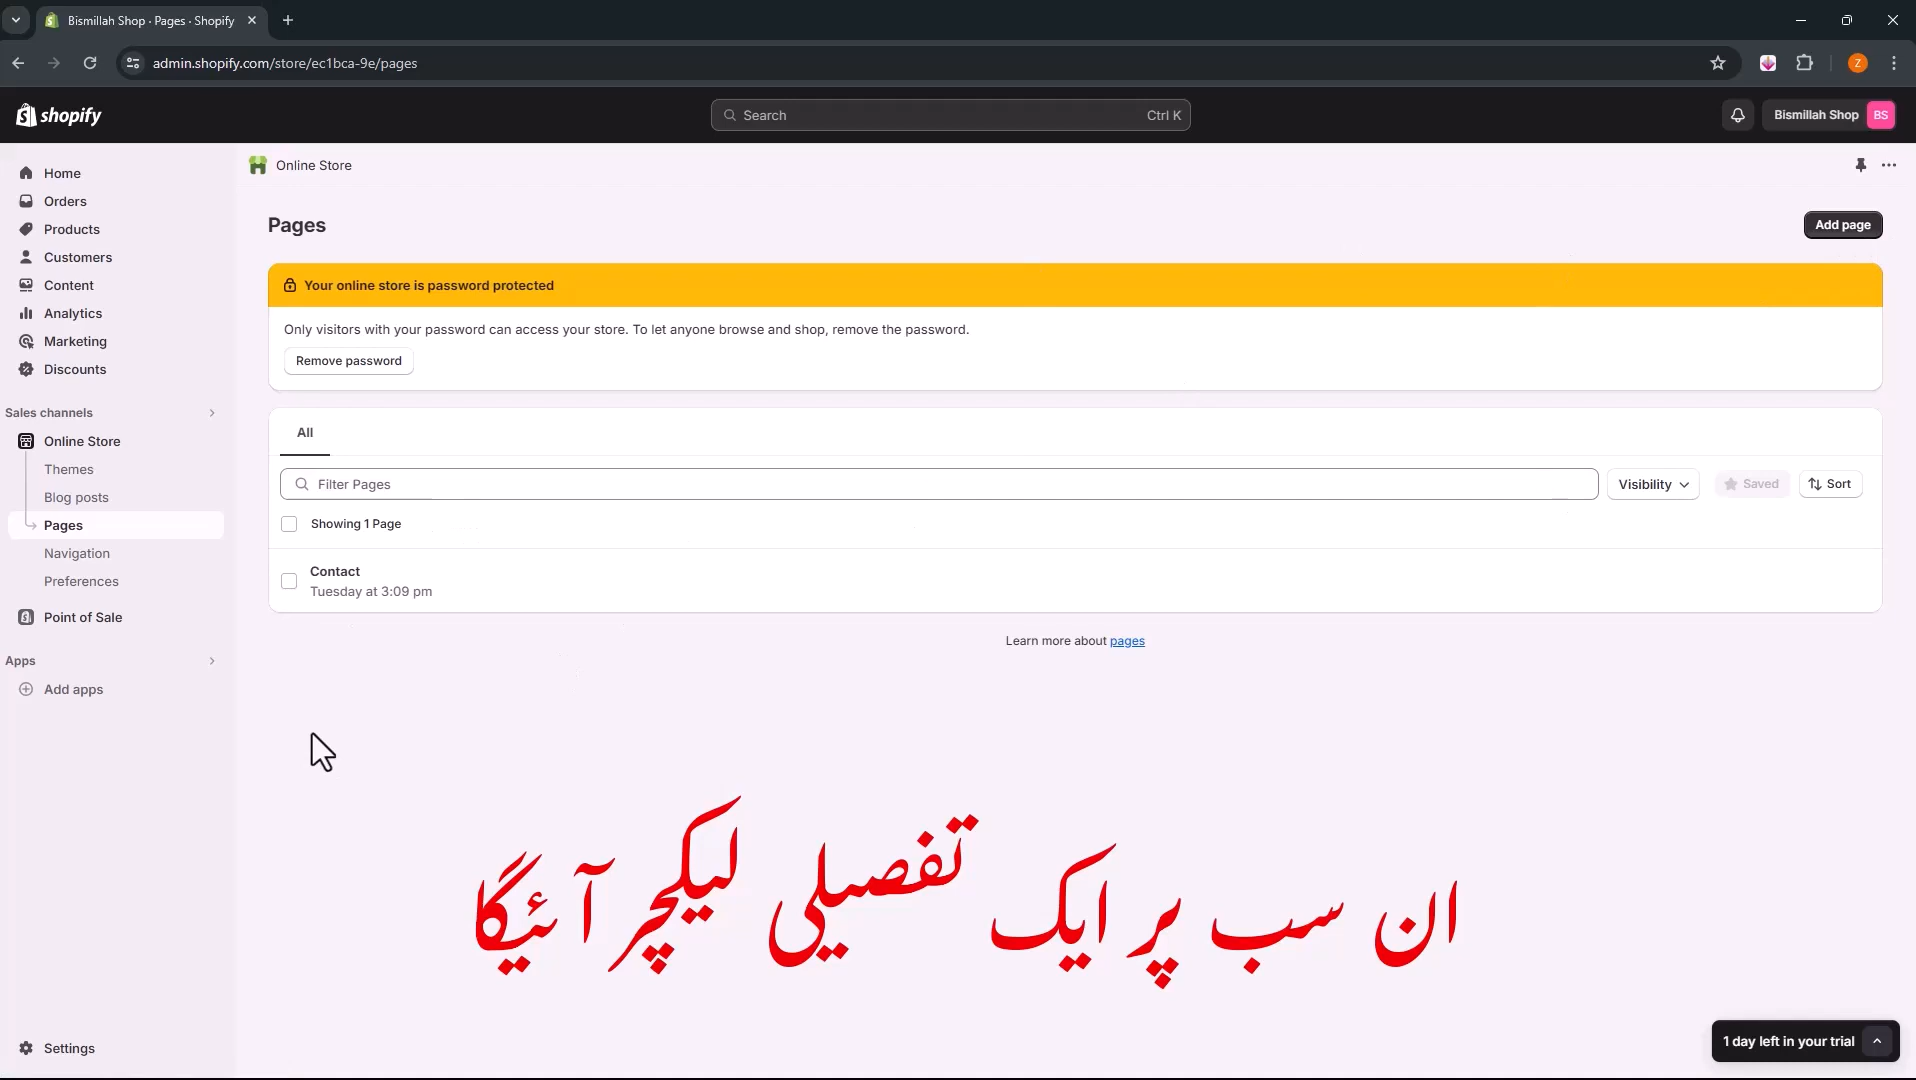 Bismillah Shop · Pages · Shopify
admin.shopify.com/store/ec1bca-9e/pages
Z
shopify
Search
Ctrl K
Bismillah Shop
BS
Home
Orders
Products
Customers
Content
Analytics
Marketing
Discounts
Sales channels
Online Store
Themes
Blog posts
Pages
Navigation
Preferences
Point of Sale
Apps
Add apps
Settings
Online Store
Pages
Add page
Your online store is password protected
Only visitors with your password can access your store. To let anyone browse and shop, remove the password.
Remove password
All
Filter Pages
Visibility
Saved
Sort
Showing 1 Page
Contact
Tuesday at 3:09 pm
Learn more about pages
ان سب پر ایک تفصیلی لیکچر آئیگا
1 day left in your trial